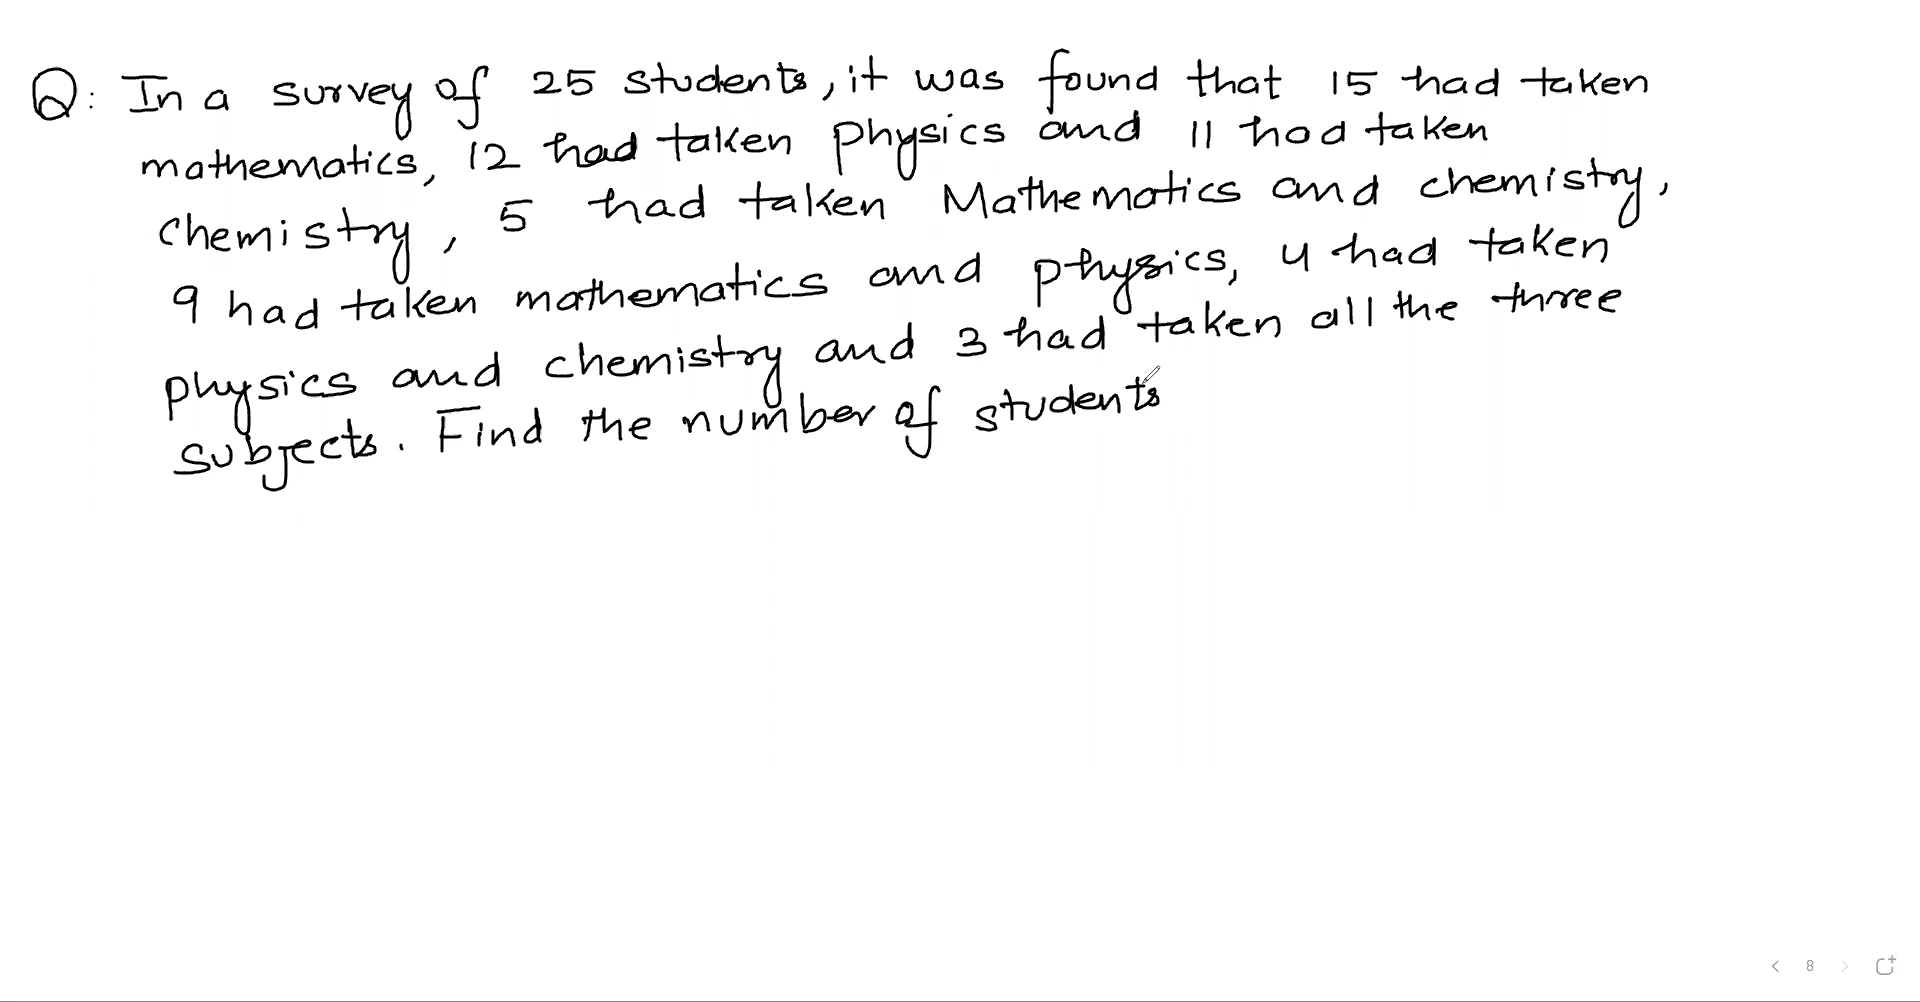 Q: In a survey of 25 students, it was found that 15 had taken
mathematics, 12 had taken physics and 11 had taken
chemistry, 5 had taken Mathematics and chemistry,
9 had taken mathematics and physics, 4 had taken
physics and chemistry and 3 had taken all the three
subjects. Find the number of students
8